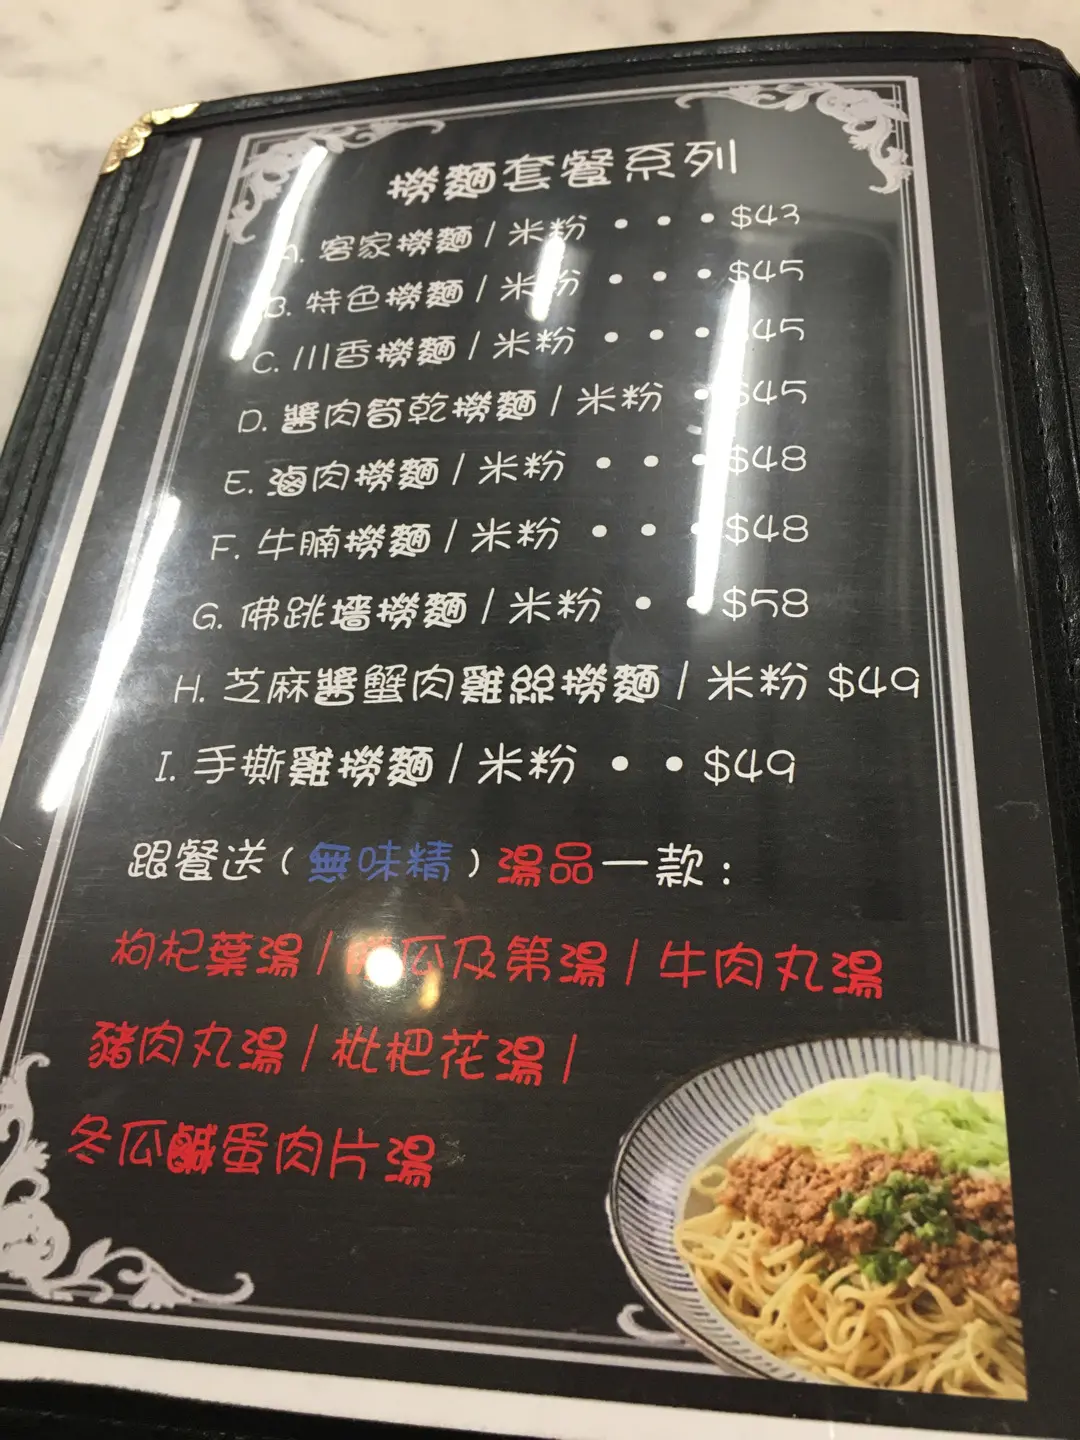 撈麵套餐系列
A. 客家撈麵 / 米粉 • • • $43
B. 特色撈麵 / 米粉 • • • $45
C. 川香撈麵 / 米粉 • • • $45
D. 醬肉筍乾撈麵 / 米粉 • $45
E. 滷肉撈麵 / 米粉 • • • $48
F. 牛腩撈麵 / 米粉 • • • $48
G. 佛跳墻撈麵 / 米粉 • • $58
H. 芝麻醬蟹肉雞絲撈麵 / 米粉 $49
I. 手撕雞撈麵 / 米粉 • • $49
跟餐送 ( 無味精 ) 湯品一款 :
枸杞葉湯 / 瓜及第湯 / 牛肉丸湯
豬肉丸湯 / 枇杷花湯 /
冬瓜鹹蛋肉片湯